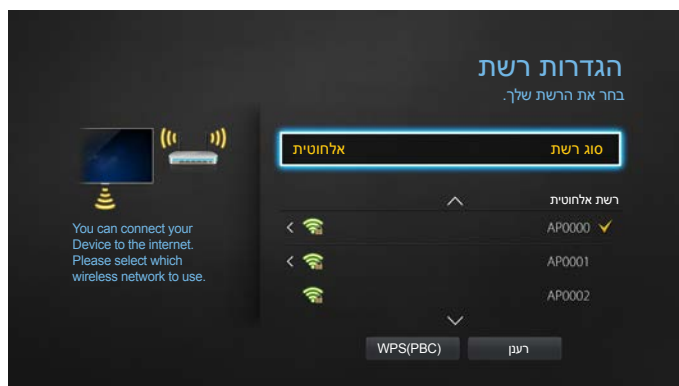 הגדרות רשת
בחר את הרשת שלך.
סוג רשת
אלחוטית
רשת אלחוטית
AP0000
AP0001
AP0002
רענן
WPS(PBC)
You can connect your
Device to the internet.
Please select which
wireless network to use.